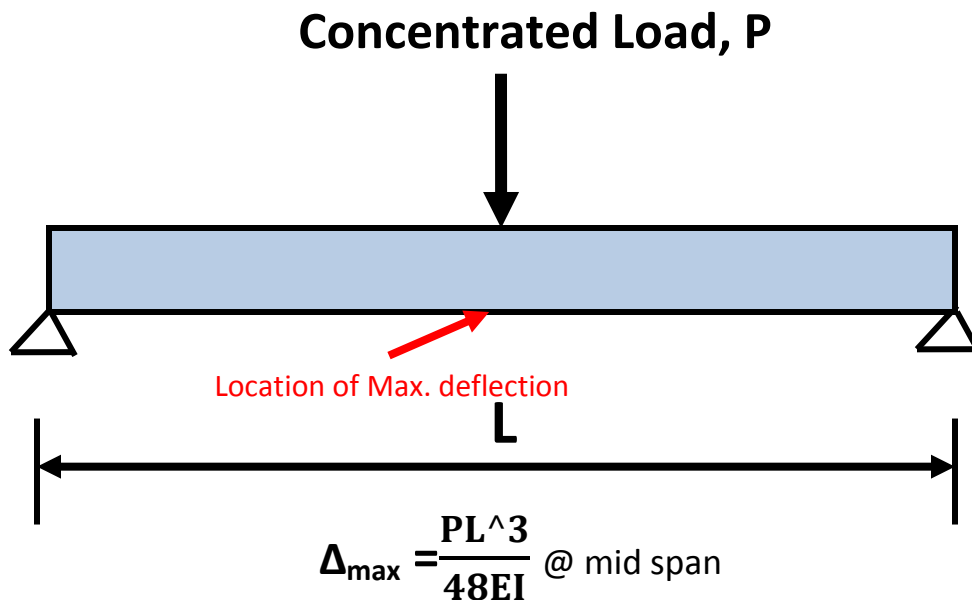 Concentrated Load, P
Location of Max. deflection
L
Δmax = PL^3/48EI @ mid span